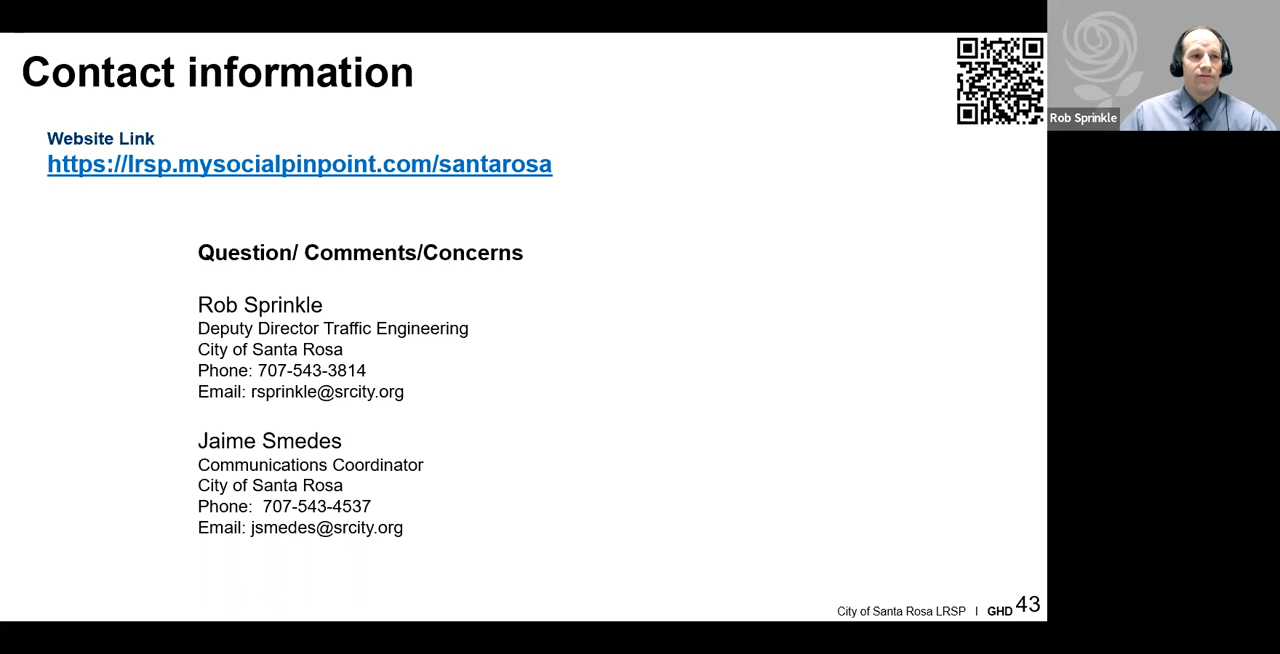 Contact information
Rob Sprinkle
Website Link
https://lrsp.mysocialpinpoint.com/santarosa
Question/ Comments/Concerns
Rob Sprinkle
Deputy Director Traffic Engineering
City of Santa Rosa
Phone: 707-543-3814
Email: rsprinkle@srcity.org
Jaime Smedes
Communications Coordinator
City of Santa Rosa
Phone:  707-543-4537
Email: jsmedes@srcity.org
City of Santa Rosa LRSP | GHD 43